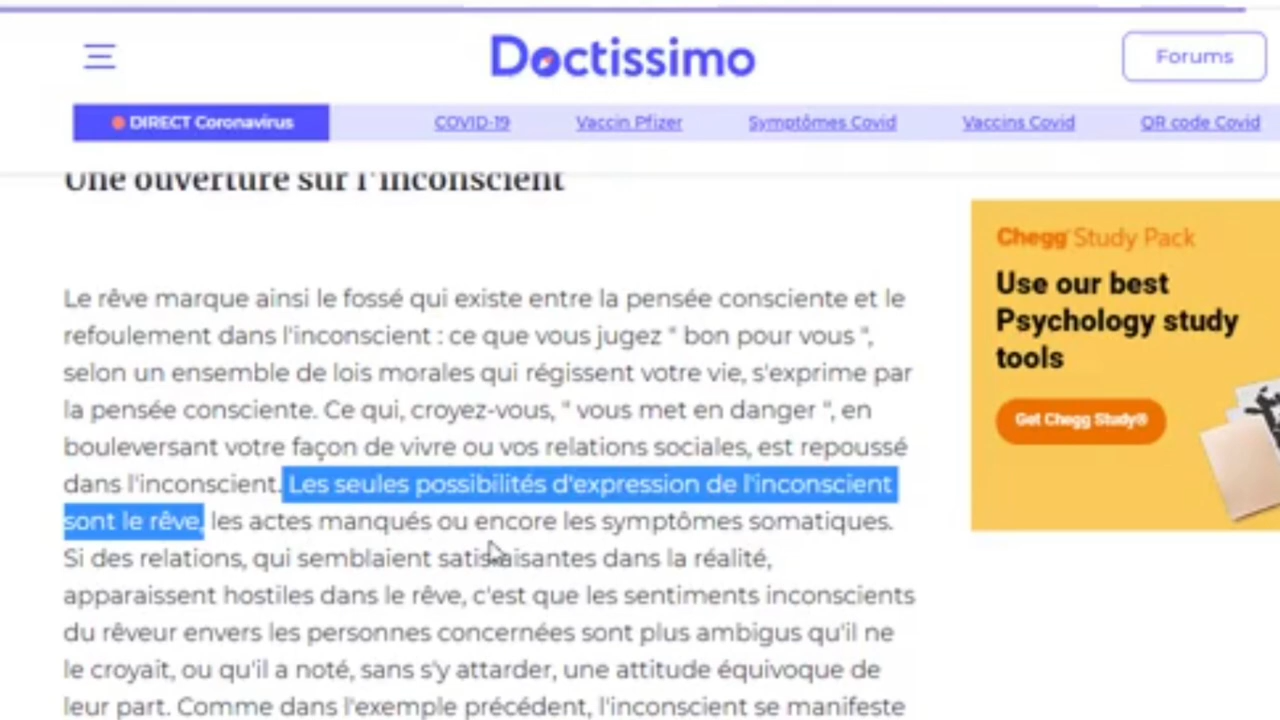 Doctissimo
Forums
DIRECT Coronavirus
COVID-19
Vaccin Pfizer
Symptômes Covid
Vaccins Covid
QR code Covid
Une ouverture sur l'inconscient
Le rêve marque ainsi le fossé qui existe entre la pensée consciente et le
refoulement dans l'inconscient : ce que vous jugez " bon pour vous ",
selon un ensemble de lois morales qui régissent votre vie, s'exprime par
la pensée consciente. Ce qui, croyez-vous, " vous met en danger ", en
bouleversant votre façon de vivre ou vos relations sociales, est repoussé
dans l'inconscient. Les seules possibilités d'expression de l'inconscient
sont le rêve, les actes manqués ou encore les symptômes somatiques.
Si des relations, qui semblaient satisfaisantes dans la réalité,
apparaissent hostiles dans le rêve, c'est que les sentiments inconscients
du rêveur envers les personnes concernées sont plus ambigus qu'il ne
le croyait, ou qu'il a noté, sans s'y attarder, une attitude équivoque de
leur part. Comme dans l'exemple précédent, l'inconscient se manifeste
Chegg Study Pack
Use our best
Psychology study
tools
Get Chegg Study®